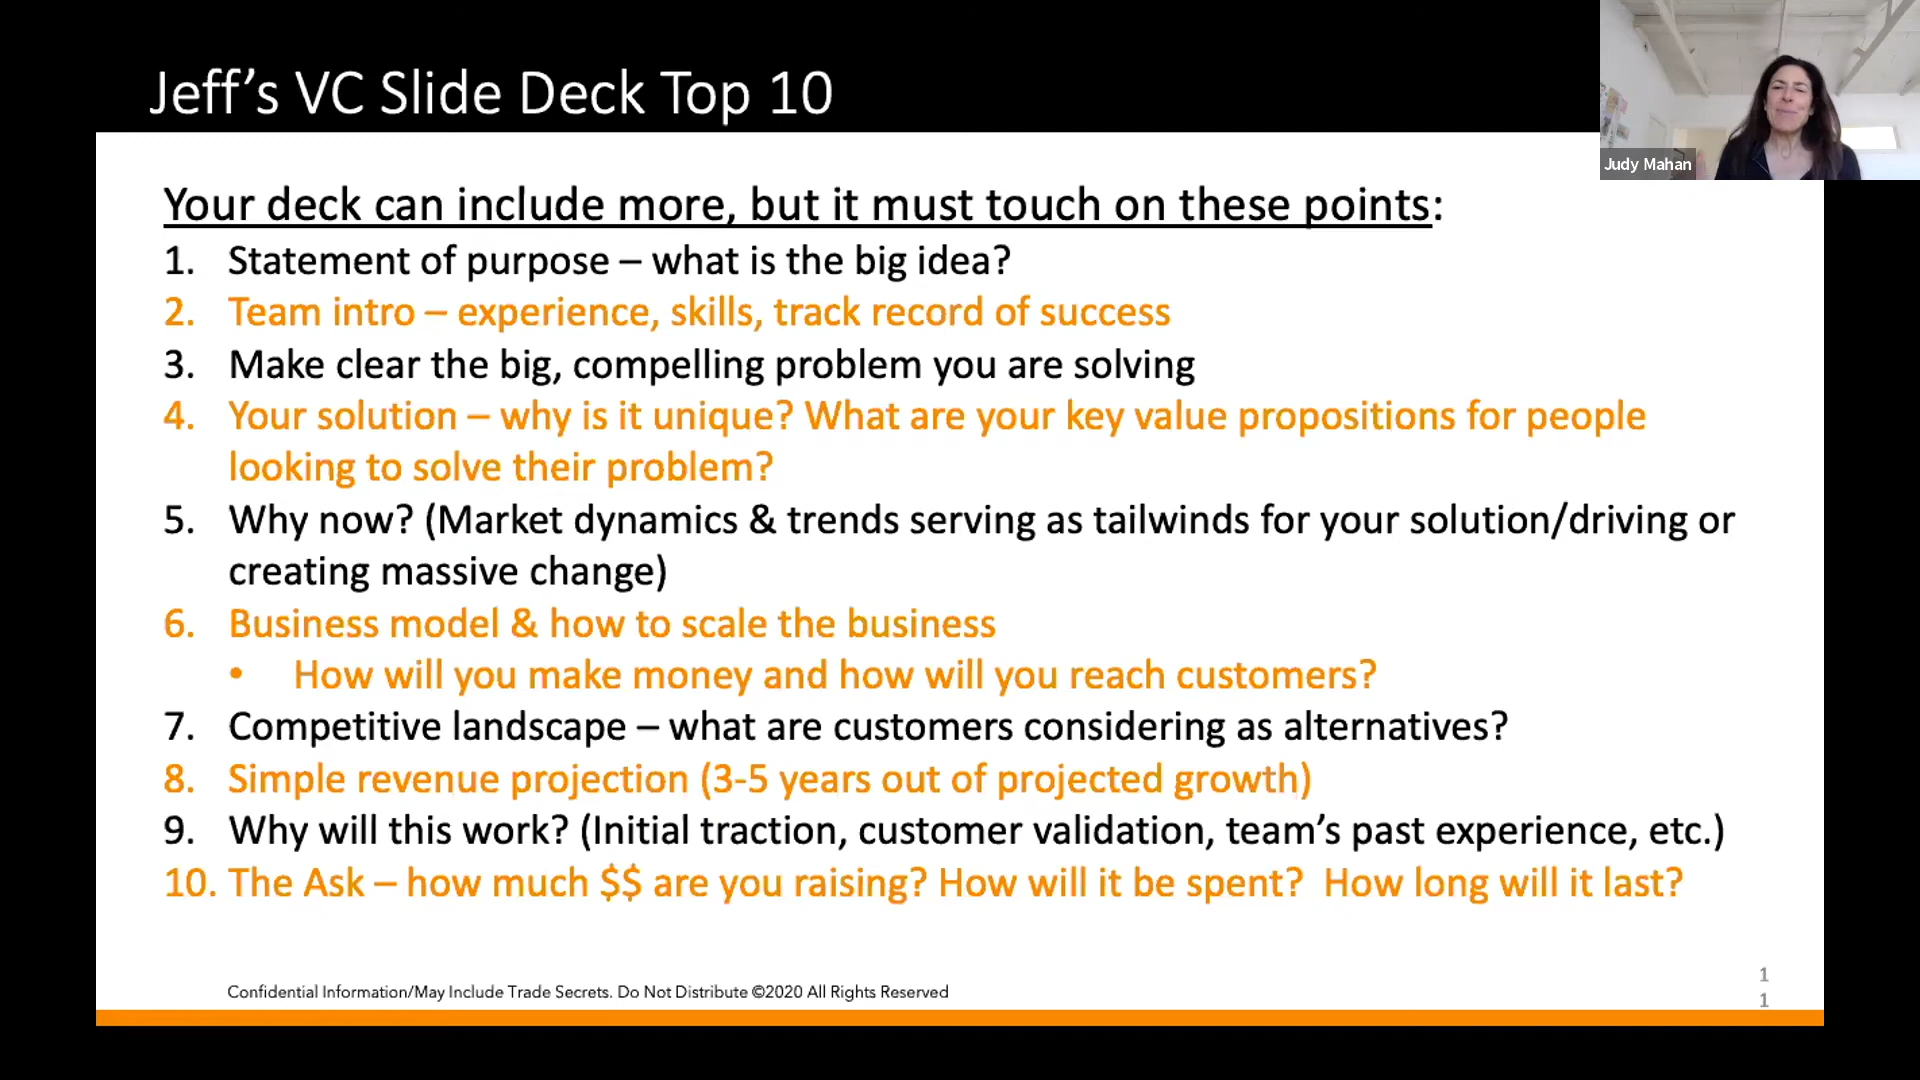 Jeff’s VC Slide Deck Top 10
Judy Mahan
Your deck can include more, but it must touch on these points:
1. Statement of purpose – what is the big idea?
2. Team intro – experience, skills, track record of success
3. Make clear the big, compelling problem you are solving
4. Your solution – why is it unique? What are your key value propositions for people
looking to solve their problem?
5. Why now? (Market dynamics & trends serving as tailwinds for your solution/driving or
creating massive change)
6. Business model & how to scale the business
• How will you make money and how will you reach customers?
7. Competitive landscape – what are customers considering as alternatives?
8. Simple revenue projection (3-5 years out of projected growth)
9. Why will this work? (Initial traction, customer validation, team’s past experience, etc.)
10. The Ask – how much $$ are you raising? How will it be spent?  How long will it last?
Confidential Information/May Include Trade Secrets. Do Not Distribute ©2020 All Rights Reserved
1
1